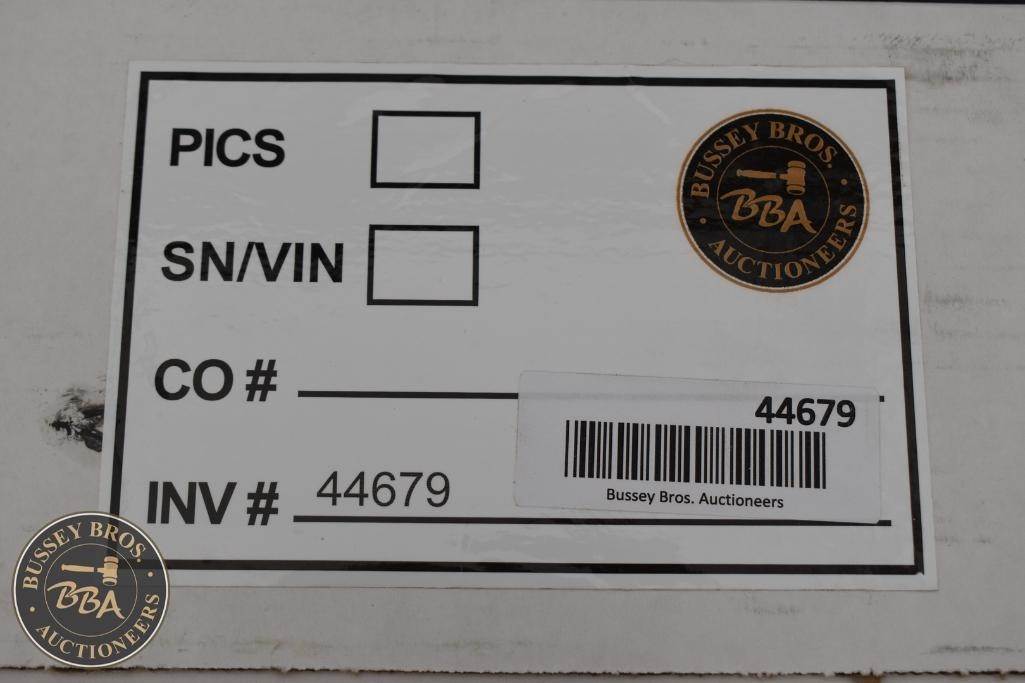 PICS
SN/VIN
CO #
INV # 44679
BUSSEY BROS.
BBA
AUCTIONEERS
44679
Bussey Bros. Auctioneers
BUSSEY BROS.
BBA
AUCTIONEERS